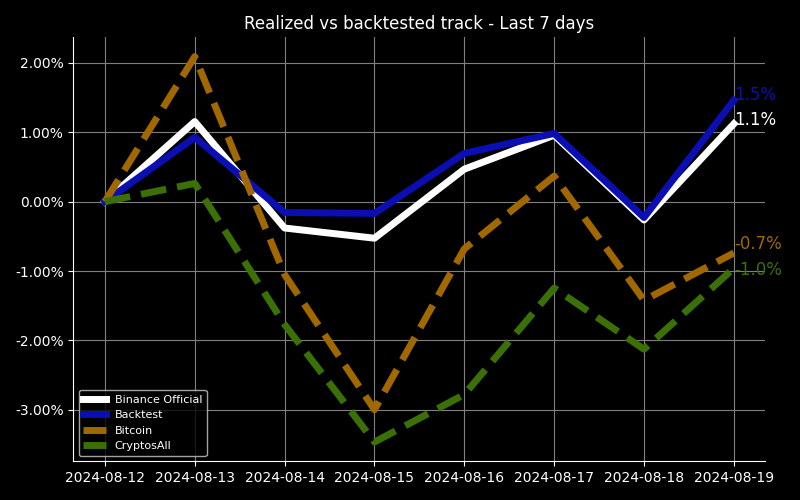 Realized vs backtested track - Last 7 days
2.00%
1.00%
0.00%
-1.00%
-2.00%
-3.00%
1.5%
1.1%
-0.7%
-1.0%
Binance Official
Backtest
Bitcoin
CryptosAll
2024-08-12 2024-08-13 2024-08-14 2024-08-15 2024-08-16 2024-08-17 2024-08-18 2024-08-19